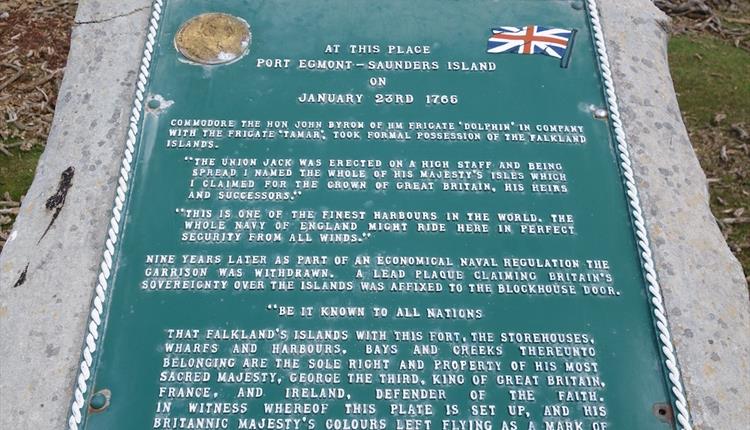 AT THIS PLACE
PORT EGMONT-SAUNDERS ISLAND
ON
JANUARY 23RD 1765
COMMODORE THE HON JOHN BYROM OF HM FRIGATE 'DOLPHIN' IN COMPANY
WITH THE FRIGATE 'TAMAR', TOOK FORMAL POSSESSION OF THE FALKLAND
ISLANDS.
"THE UNION JACK WAS ERECTED ON A HIGH STAFF AND BEING
SPREAD I NAMED THE WHOLE OF HIS MAJESTY'S ISLES WHICH
I CLAIMED FOR THE CROWN OF GREAT BRITAIN, HIS HEIRS
AND SUCCESSORS."
"THIS IS ONE OF THE FINEST HARBOURS IN THE WORLD. THE
WHOLE NAVY OF ENGLAND MIGHT RIDE HERE IN PERFECT
SECURITY FROM ALL WINDS."
NINE YEARS LATER AS PART OF AN ECONOMICAL NAVAL REGULATION THE
GARRISON WAS WITHDRAWN. A LEAD PLAQUE CLAIMING BRITAIN'S
SOVEREIGNTY OVER THE ISLANDS WAS AFFIXED TO THE BLOCKHOUSE DOOR.
"BE IT KNOWN TO ALL NATIONS
THAT FALKLAND'S ISLANDS WITH THIS FORT, THE STOREHOUSES,
WHARFS AND HARBOURS, BAYS AND CREEKS THEREUNTO
BELONGING ARE THE SOLE RIGHT AND PROPERTY OF HIS MOST
SACRED MAJESTY, GEORGE THE THIRD, KING OF GREAT BRITAIN,
FRANCE, AND IRELAND, DEFENDER OF THE FAITH.
IN WITNESS WHEREOF THIS PLATE IS SET UP, AND HIS
BRITANNIC MAJESTY'S COLOURS LEFT FLYING AS A MARK OF